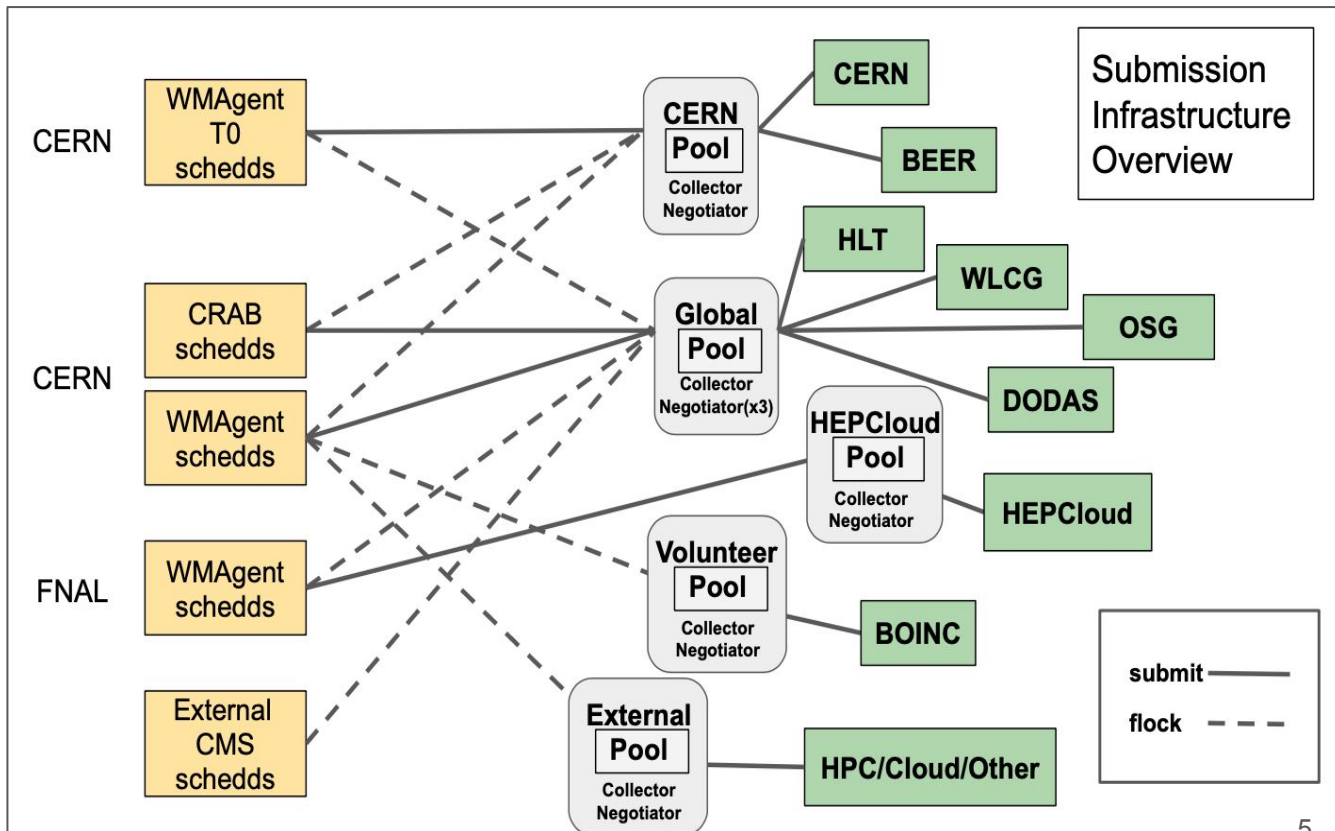 Submission
Infrastructure
Overview
CERN
WMAgent
T0
schedds
CERN
Pool
Collector
Negotiator
CERN
BEER
CERN
CRAB
schedds
WMAgent
schedds
Global
Pool
Collector
Negotiator(x3)
HLT
WLCG
OSG
DODAS
HEPCloud
Pool
Collector
Negotiator
HEPCloud
FNAL
WMAgent
schedds
Volunteer
Pool
Collector
Negotiator
BOINC
External
CMS
schedds
External
Pool
Collector
Negotiator
HPC/Cloud/Other
submit
flock
5